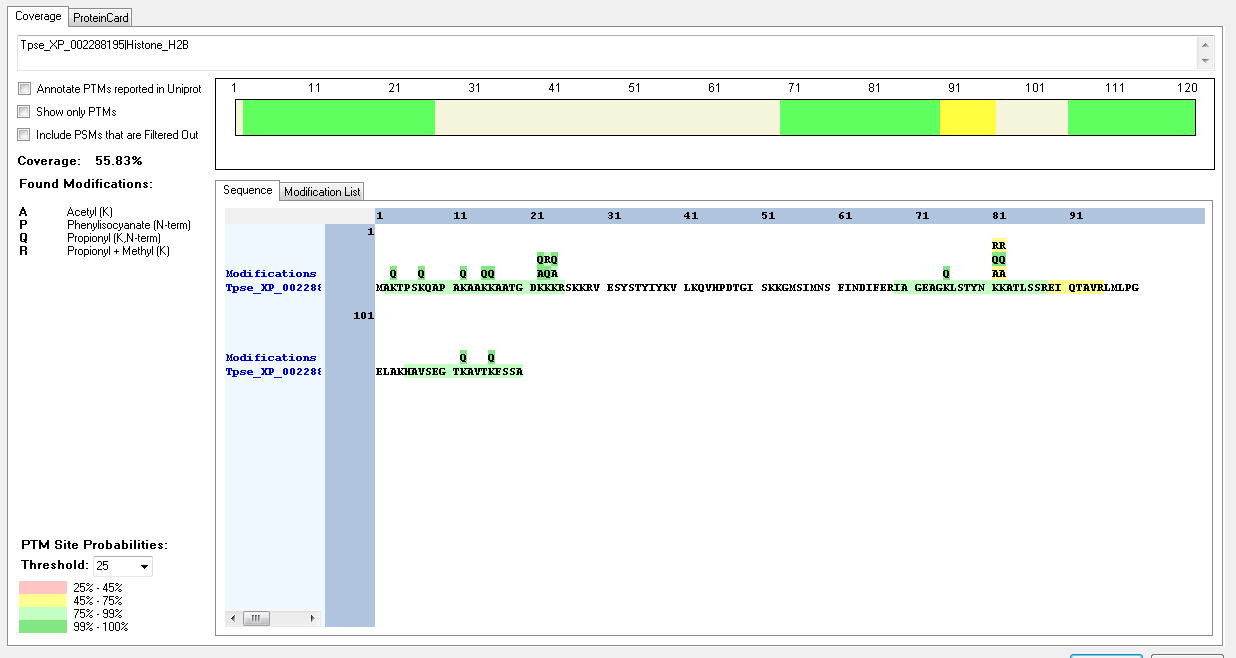 Coverage ProteinCard
Tpse_XP_002288195|Histone_H2B
Annotate PTMs reported in Uniprot
Show only PTMs
Include PSMs that are Filtered Out
Coverage: 55.83%
Found Modifications:
A Acetyl (K)
P Phenylisocyanate (N-term)
Q Propionyl (K,N-term)
R Propionyl + Methyl (K)
1 11 21 31 41 51 61 71 81 91 101 111 120
Sequence Modification List
1 11 21 31 41 51 61 71 81 91
1
RR
QRQ QQ
Modifications Q Q Q QQ AQA Q AA
Tpse_XP_00228 MAKTPSKQAP AKAAKKAATG DKKKRSKKRV ESYSTYIYKV LKQVHPDTGI SKKGMSIMNS FINDIFERIA GEAGKLSTYN KKATLSSREI QTAVRLMLPG
101
Modifications Q Q
Tpse_XP_00228 ELAKHAVSEG TKAVTKFSSA
PTM Site Probabilities:
Threshold: 25
25% - 45%
45% - 75%
75% - 99%
99% - 100%